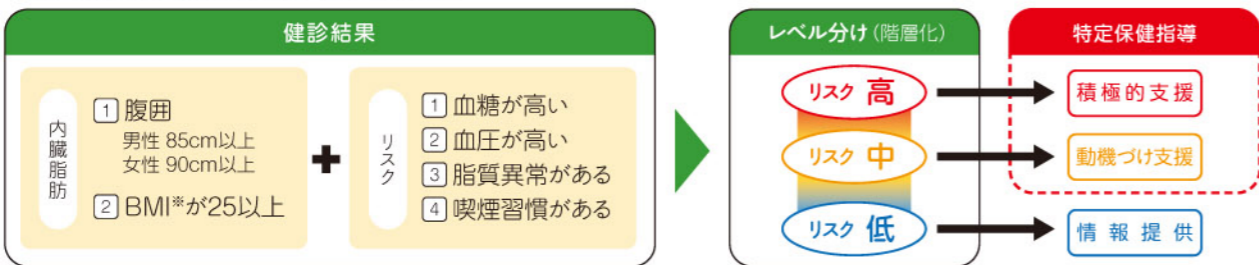 健診結果
内臓脂肪
1 腹囲
男性 85cm以上
女性 90cm以上
2 BMI※が25以上
+
リスク
1 血糖が高い
2 血圧が高い
3 脂質異常がある
4 喫煙習慣がある
レベル分け(階層化)
リスク 高
リスク 中
リスク 低
特定保健指導
積極的支援
動機づけ支援
情報提供